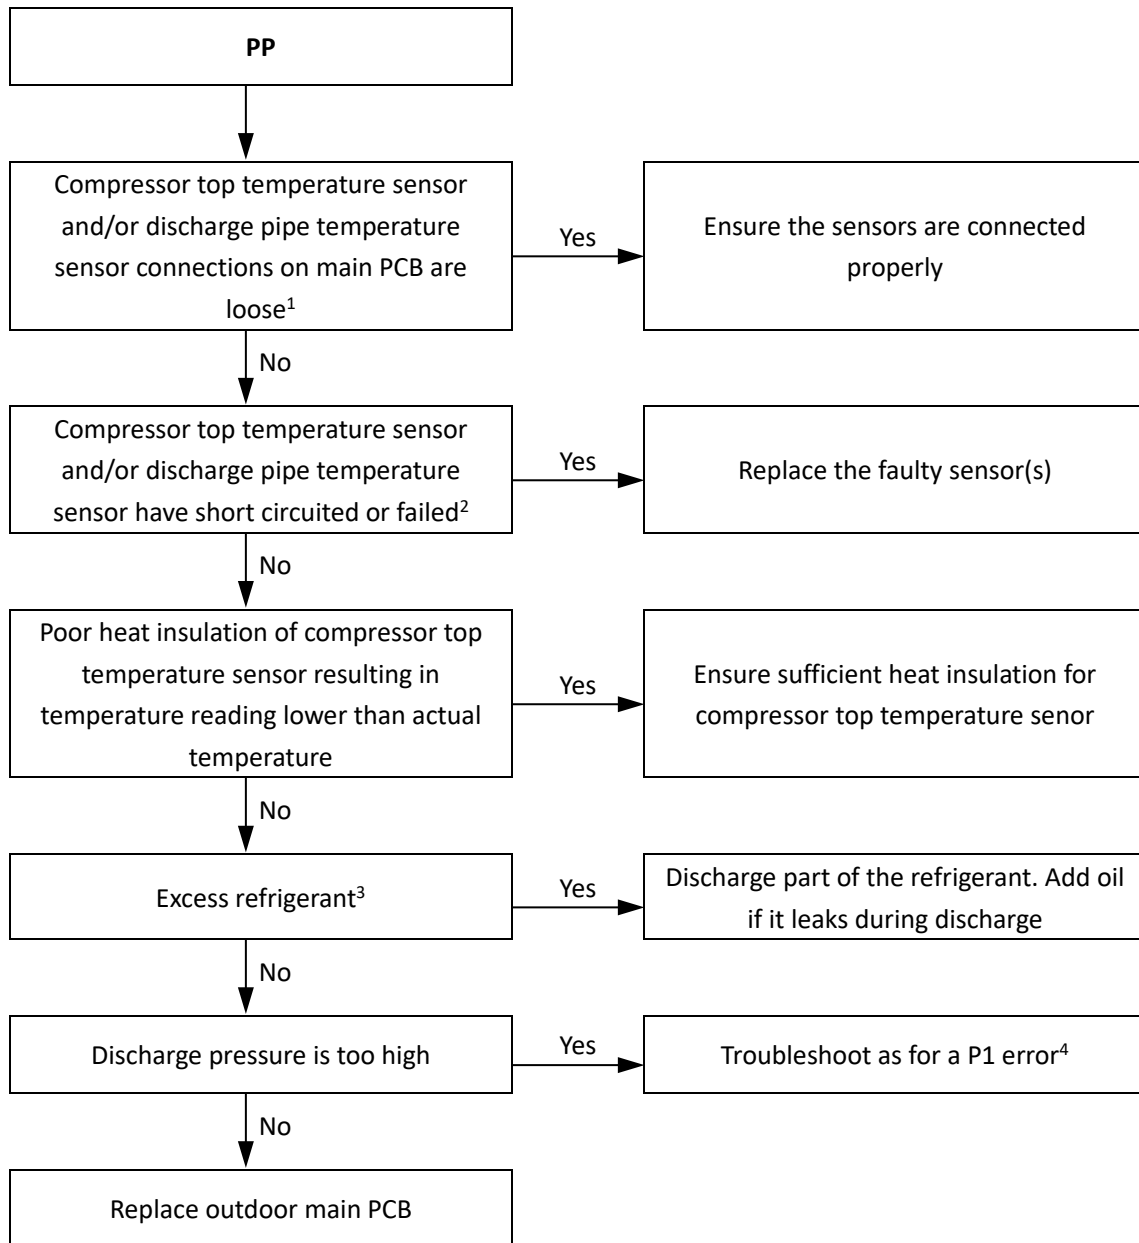 PP
Compressor top temperature sensor
and/or discharge pipe temperature
sensor connections on main PCB are
loose¹
Yes
Ensure the sensors are connected
properly
No
Compressor top temperature sensor
and/or discharge pipe temperature
sensor have short circuited or failed²
Yes
Replace the faulty sensor(s)
No
Poor heat insulation of compressor top
temperature sensor resulting in
temperature reading lower than actual
temperature
Yes
Ensure sufficient heat insulation for
compressor top temperature senor
No
Excess refrigerant³
Yes
Discharge part of the refrigerant. Add oil
if it leaks during discharge
No
Discharge pressure is too high
Yes
Troubleshoot as for a P1 error⁴
No
Replace outdoor main PCB